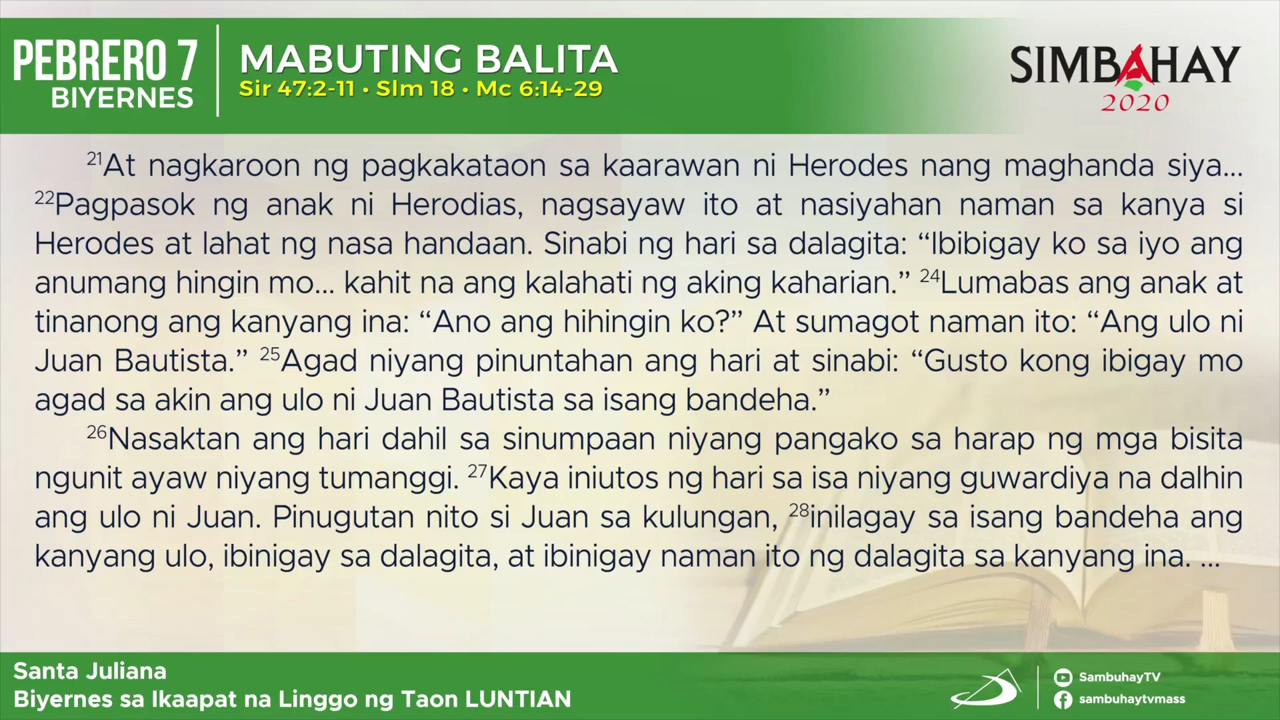 PEBRERO 7
BIYERNES
MABUTING BALITA
Sir 47:2-11 • Slm 18 • Mc 6:14-29
SIMBAHAY
2020
²¹At nagkaroon ng pagkakataon sa kaarawan ni Herodes nang maghanda siya...
²²Pagpasok ng anak ni Herodias, nagsayaw ito at nasiyahan naman sa kanya si
Herodes at lahat ng nasa handaan. Sinabi ng hari sa dalagita: “Ibibigay ko sa iyo ang
anumang hingin mo... kahit na ang kalahati ng aking kaharian.” ²⁴Lumabas ang anak at
tinanong ang kanyang ina: “Ano ang hihingin ko?” At sumagot naman ito: “Ang ulo ni
Juan Bautista.” ²⁵Agad niyang pinuntahan ang hari at sinabi: “Gusto kong ibigay mo
agad sa akin ang ulo ni Juan Bautista sa isang bandeha.”
²⁶Nasaktan ang hari dahil sa sinumpaan niyang pangako sa harap ng mga bisita
ngunit ayaw niyang tumanggi. ²⁷Kaya iniutos ng hari sa isa niyang guwardiya na dalhin
ang ulo ni Juan. Pinugutan nito si Juan sa kulungan, ²⁸inilagay sa isang bandeha ang
kanyang ulo, ibinigay sa dalagita, at ibinigay naman ito ng dalagita sa kanyang ina. ...
Santa Juliana
Biyernes sa Ikaapat na Linggo ng Taon LUNTIAN
SambuhayTV
sambuhaytvmass